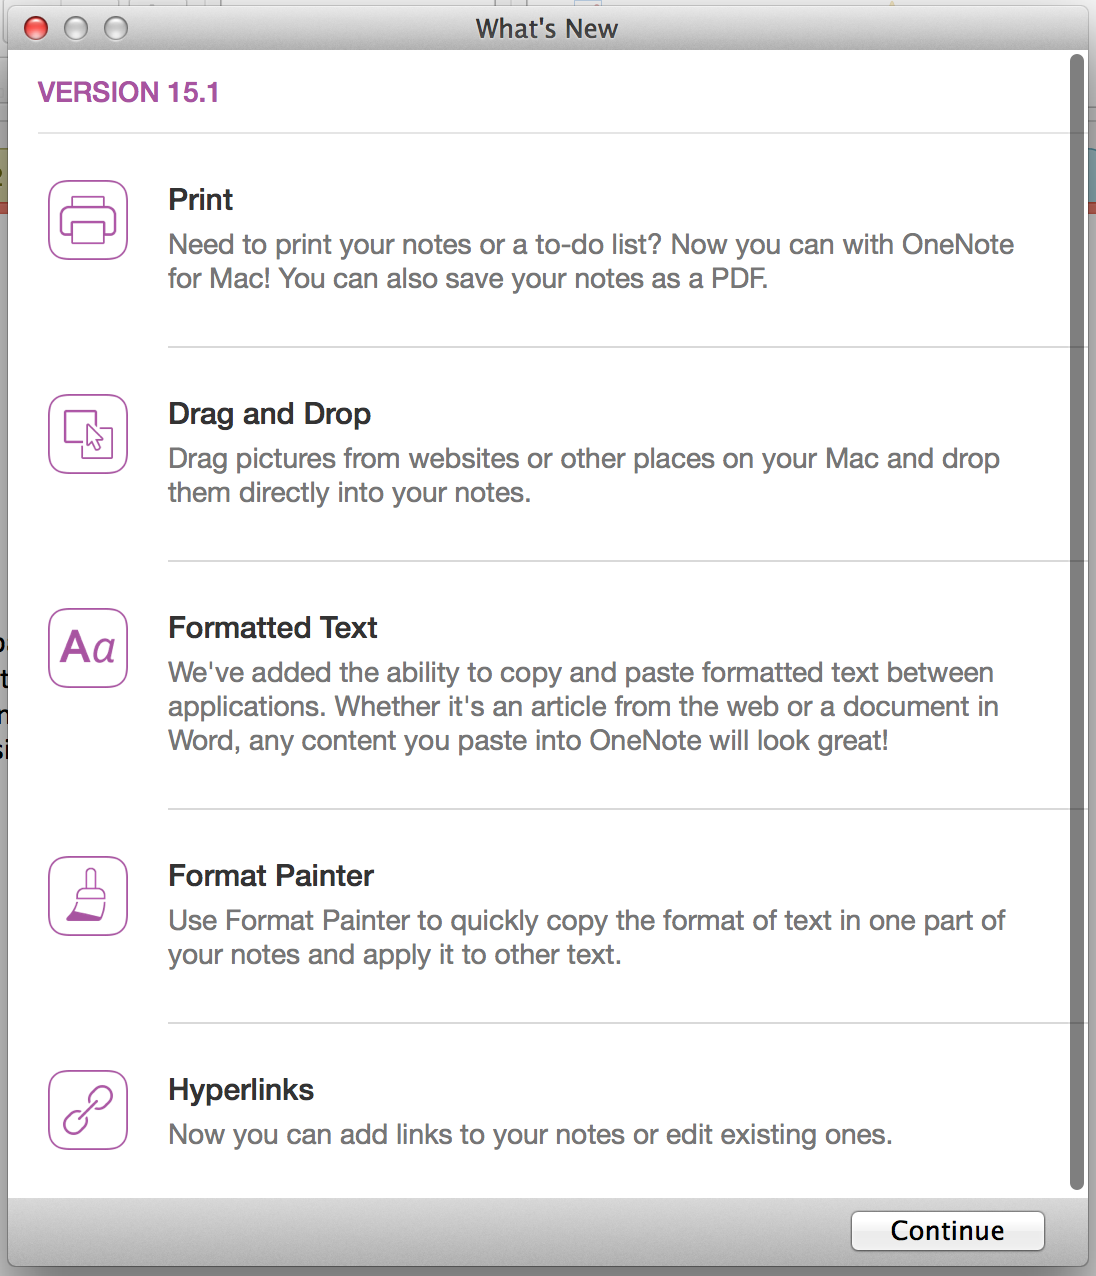 What's New
VERSION 15.1
Print
Need to print your notes or a to-do list? Now you can with OneNote
for Mac! You can also save your notes as a PDF.
Drag and Drop
Drag pictures from websites or other places on your Mac and drop
them directly into your notes.
Aa
Formatted Text
We've added the ability to copy and paste formatted text between
applications. Whether it's an article from the web or a document in
Word, any content you paste into OneNote will look great!
Format Painter
Use Format Painter to quickly copy the format of text in one part of
your notes and apply it to other text.
Hyperlinks
Now you can add links to your notes or edit existing ones.
Continue